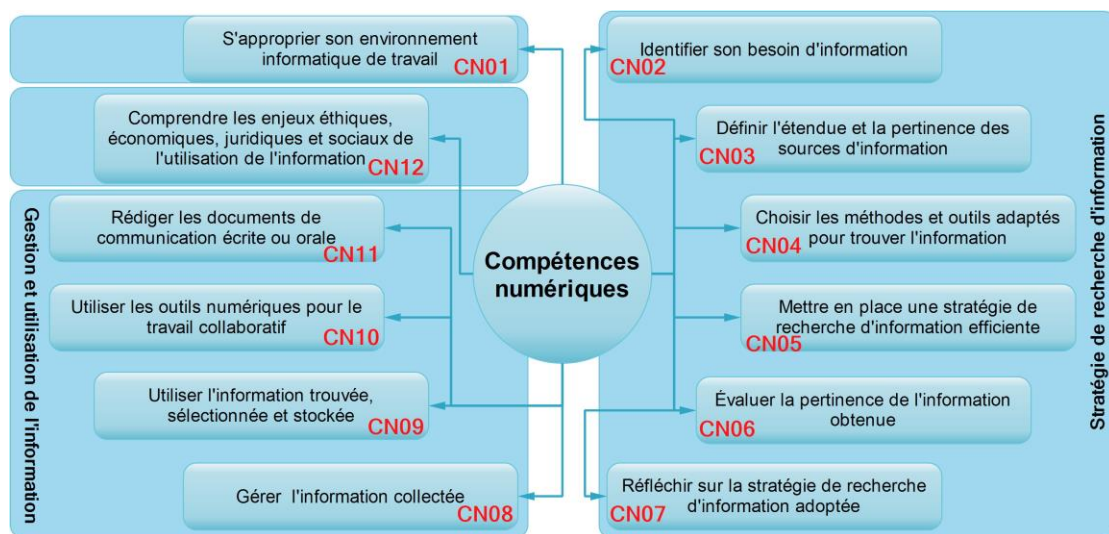 S'approprier son environnement
informatique de travail
CN01
Comprendre les enjeux éthiques,
économiques, juridiques et sociaux de
l'utilisation de l'information
CN12
Gestion et utilisation de l'information
Rédiger les documents de
communication écrite ou orale
CN11
Utiliser les outils numériques pour le
travail collaboratif
CN10
Utiliser l'information trouvée,
sélectionnée et stockée
CN09
Gérer l'information collectée
CN08
Compétences
numériques
Identifier son besoin d'information
CN02
Définir l'étendue et la pertinence des
sources d'information
CN03
Choisir les méthodes et outils adaptés
pour trouver l'information
CN04
Mettre en place une stratégie de
recherche d'information efficiente
CN05
Évaluer la pertinence de l'information
obtenue
CN06
Réfléchir sur la stratégie de recherche
d'information adoptée
CN07
Stratégie de recherche d'information